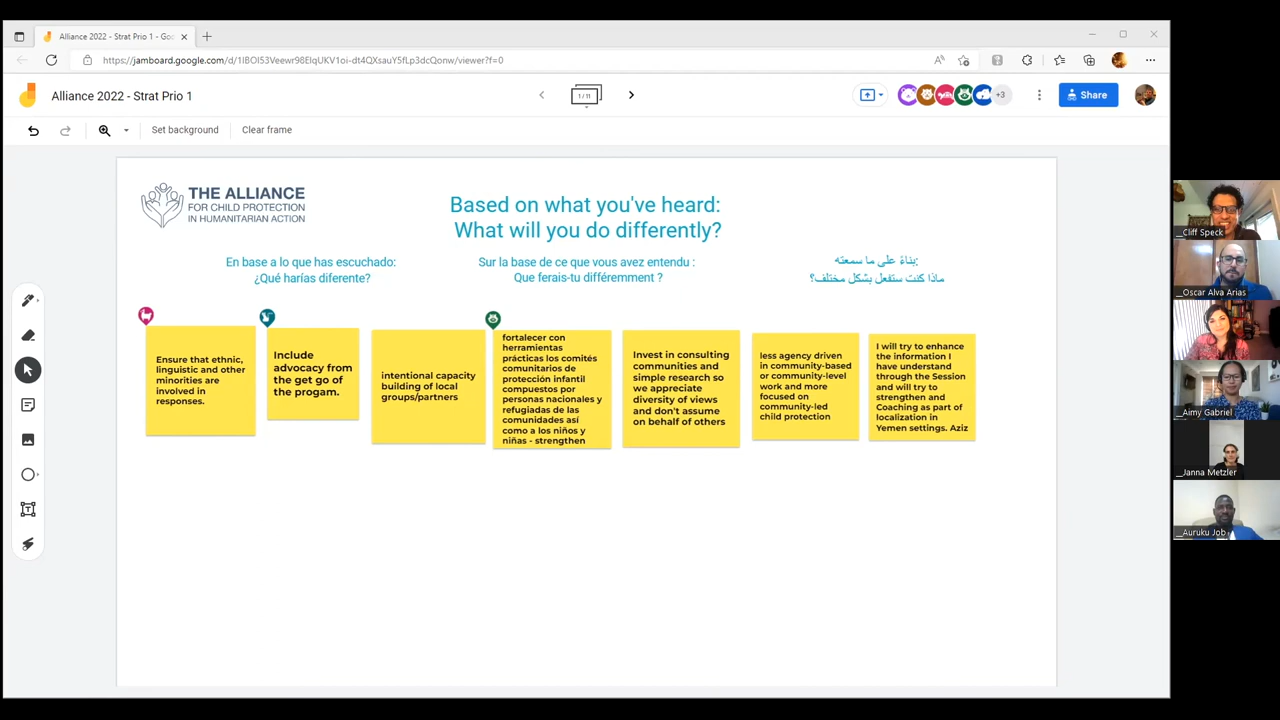 Alliance 2022 - Strat Prio 1 - Goo
https://jamboard.google.com/d/1IBOI53Veewr98ElqUKV1oi-dt4QXsauY5fLp3dcQonw/viewer?f=0
Alliance 2022 - Strat Prio 1
1 / 11
+3
Share
Set background
Clear frame
THE ALLIANCE
FOR CHILD PROTECTION
IN HUMANITARIAN ACTION
Based on what you've heard:
What will you do differently?
En base a lo que has escuchado:
¿Qué harías diferente?
Sur la base de ce que vous avez entendu :
Que ferais-tu différemment ?
بناءً على ما سمعته:
ماذا كنت ستفعل بشكل مختلف؟
Ensure that ethnic,
linguistic and other
minorities are
involved in
responses.
Include
advocacy from
the get go of
the progam.
intentional capacity
building of local
groups/partners
fortalecer con
herramientas
prácticas los comités
comunitarios de
protección infantil
compuestos por
personas nacionales y
refugiadas de las
comunidades así
como a los niños y
niñas - strengthen
Invest in consulting
communities and
simple research so
we appreciate
diversity of views
and don't assume
on behalf of others
less agency driven
in community-based
or community-level
work and more
focused on
community-led
child protection
I will try to enhance
the information I
have understand
through the Session
and will try to
strengthen and
Coaching as part of
localization in
Yemen settings. Aziz
_Cliff Speck
_Oscar Alva Arias
_Aimy Gabriel
_Janna Metzler
_Auruku Job